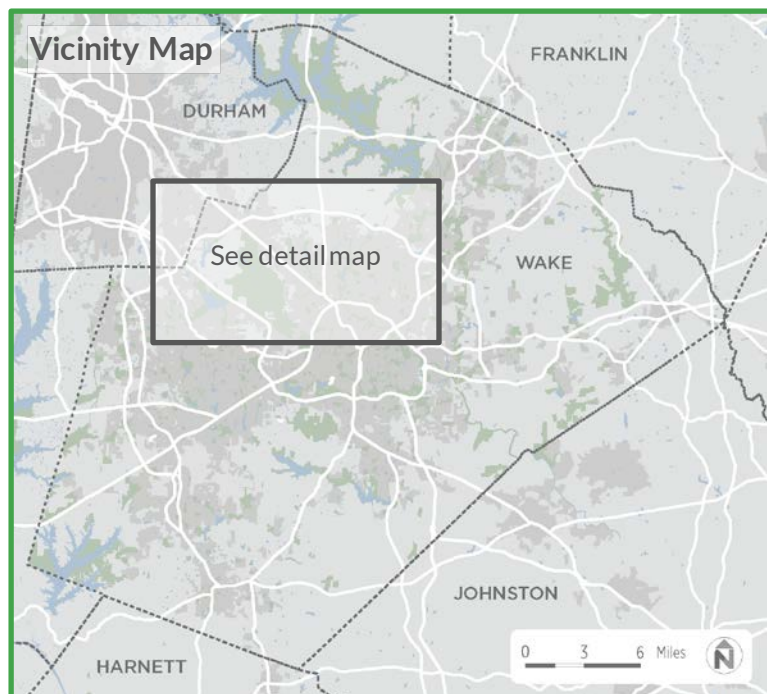 Vicinity Map
FRANKLIN
DURHAM
See detail map
WAKE
JOHNSTON
HARNETT
0 3 6 Miles
N